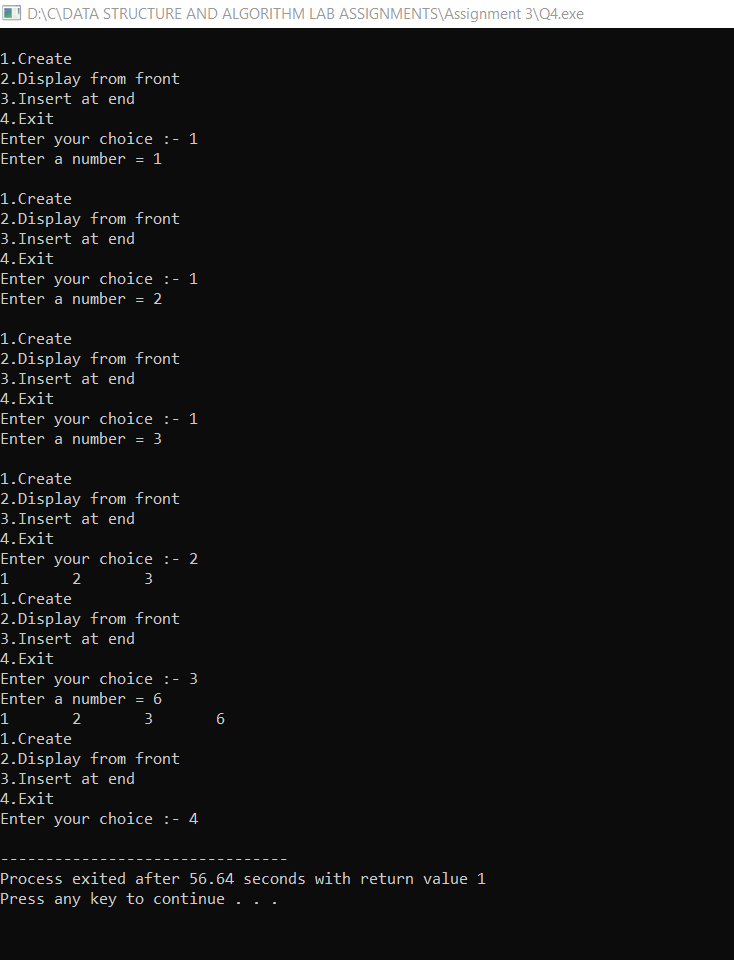 D:\C\DATA STRUCTURE AND ALGORITHM LAB ASSIGNMENTS\Assignment 3\Q4.exe
1.Create
2.Display from front
3.Insert at end
4.Exit
Enter your choice :- 1
Enter a number = 1
1.Create
2.Display from front
3.Insert at end
4.Exit
Enter your choice :- 1
Enter a number = 2
1.Create
2.Display from front
3.Insert at end
4.Exit
Enter your choice :- 1
Enter a number = 3
1.Create
2.Display from front
3.Insert at end
4.Exit
Enter your choice :- 2
1       2       3
1.Create
2.Display from front
3.Insert at end
4.Exit
Enter your choice :- 3
Enter a number = 6
1       2       3       6
1.Create
2.Display from front
3.Insert at end
4.Exit
Enter your choice :- 4
--------------------------------
Process exited after 56.64 seconds with return value 1
Press any key to continue . . .